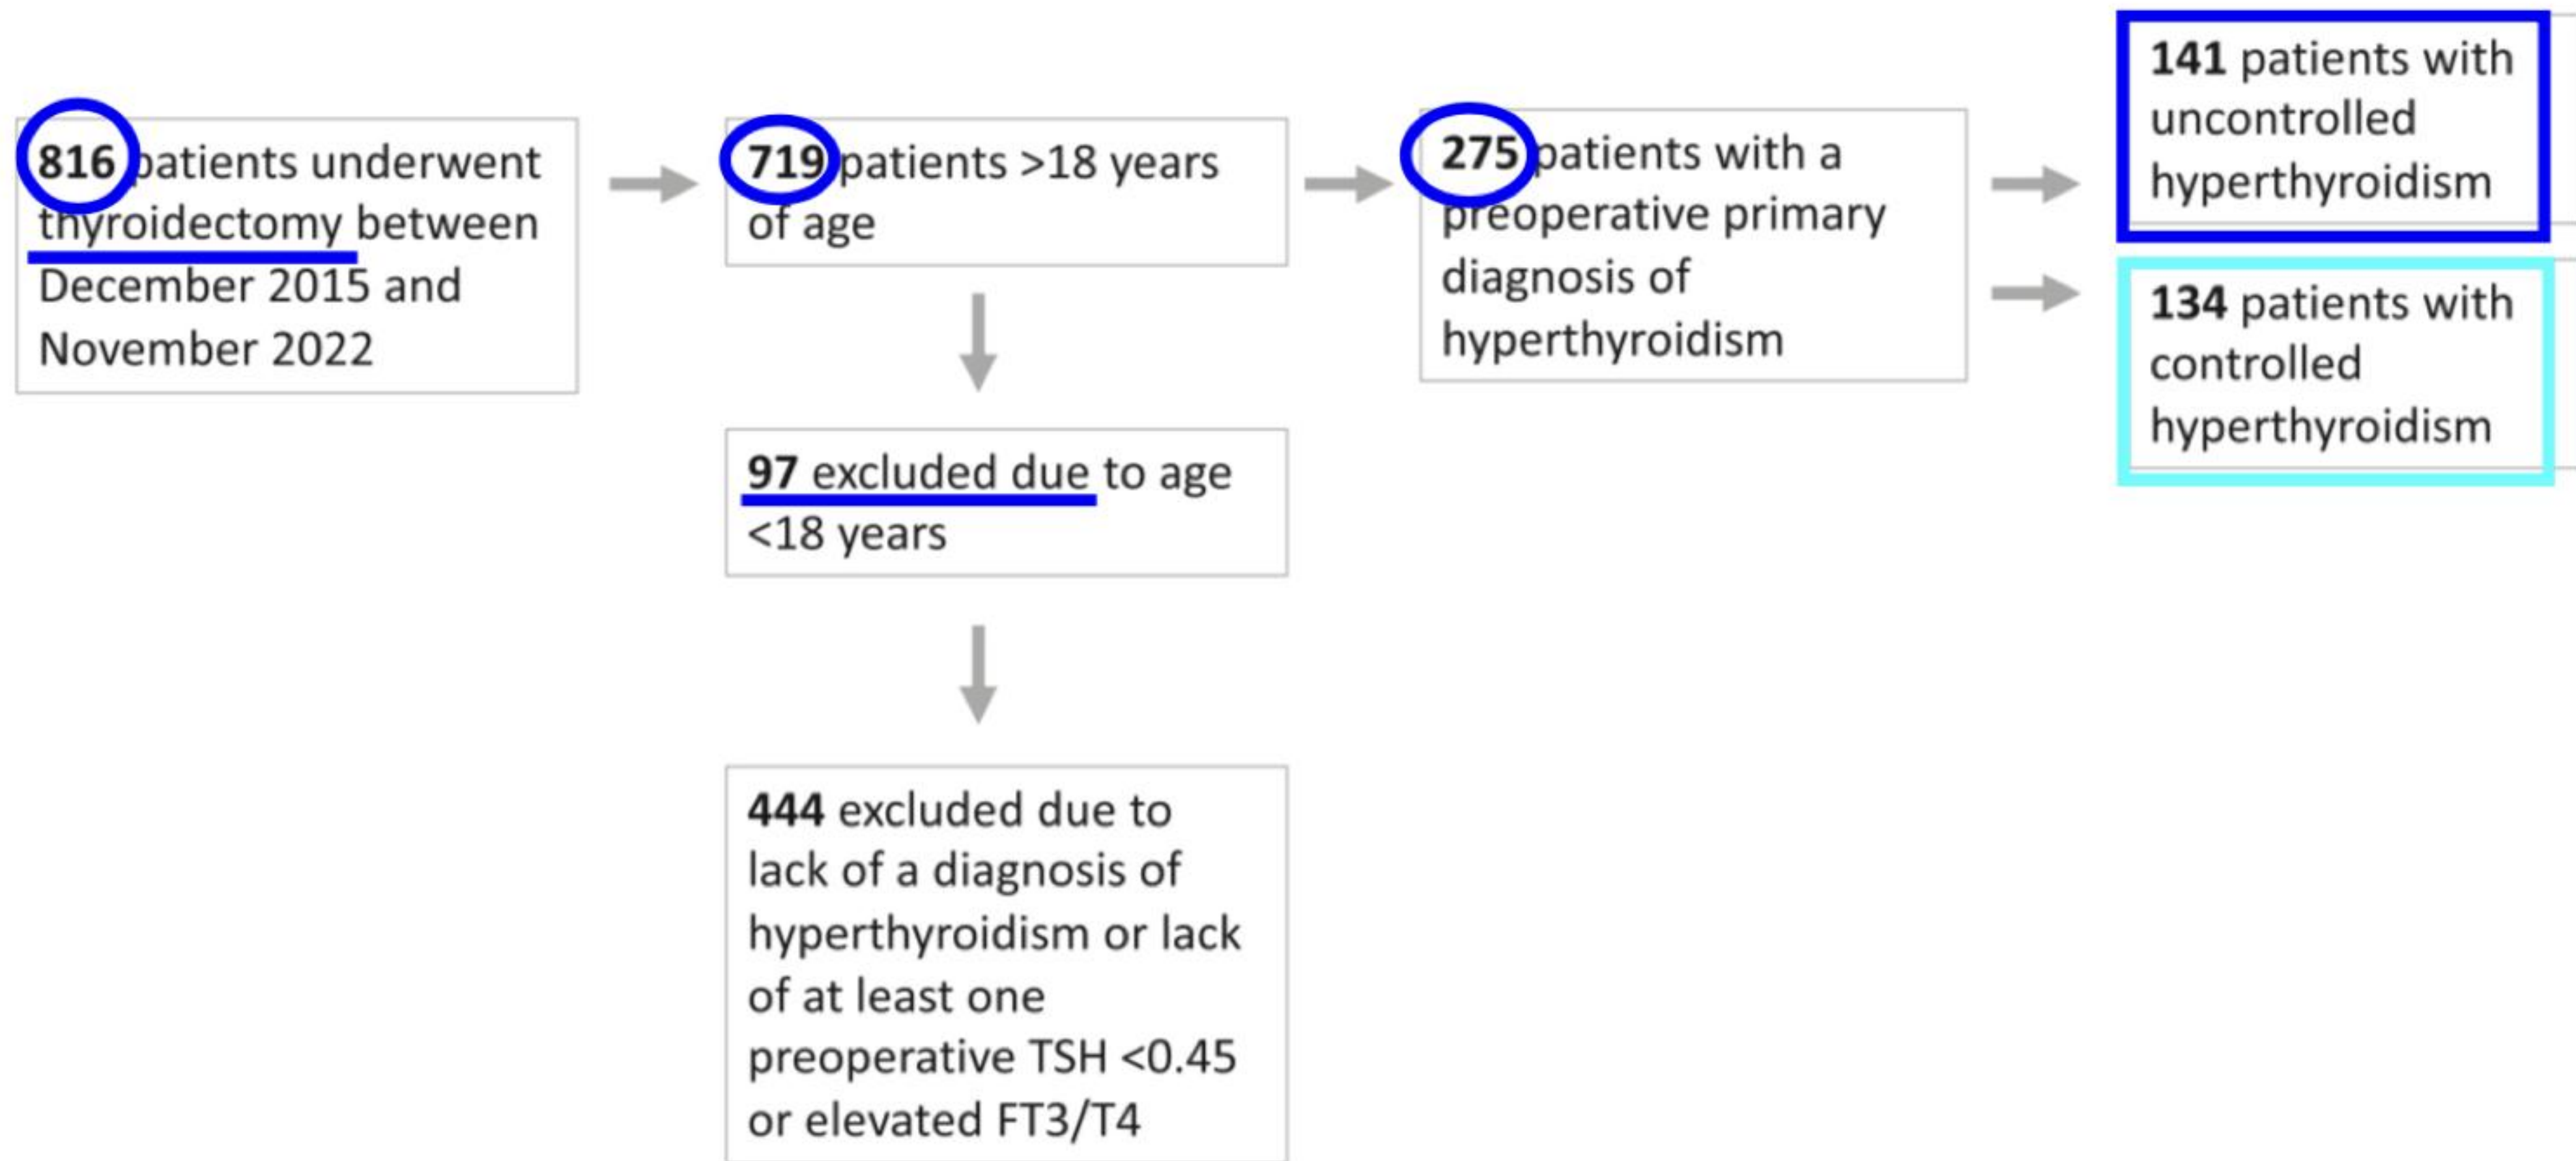 816 patients underwent
thyroidectomy between
December 2015 and
November 2022
719 patients >18 years
of age
97 excluded due to age
<18 years
444 excluded due to
lack of a diagnosis of
hyperthyroidism or lack
of at least one
preoperative TSH <0.45
or elevated FT3/T4
275 patients with a
preoperative primary
diagnosis of
hyperthyroidism
141 patients with
uncontrolled
hyperthyroidism
134 patients with
controlled
hyperthyroidism